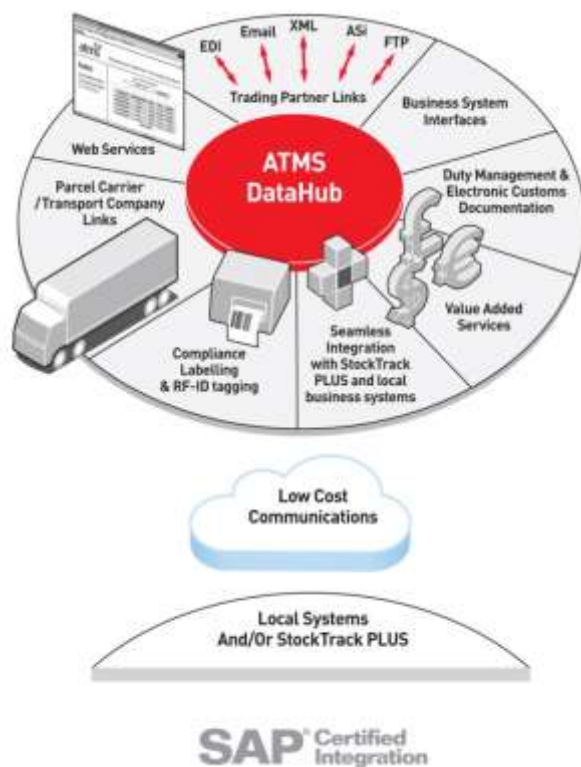 EDI
Email
XML
ASi
FTP
Trading Partner Links
Business System
Interfaces
Web Services
ATMS
DataHub
Parcel Carrier
/Transport Company
Links
Duty Management &
Electronic Customs
Documentation
Value Added
Services
Compliance
Labelling
& RF-ID tagging
Seamless
Integration
with StockTrack
PLUS and local
business systems
Low Cost
Communications
Local Systems
And/Or StockTrack PLUS
SAP® Certified
Integration